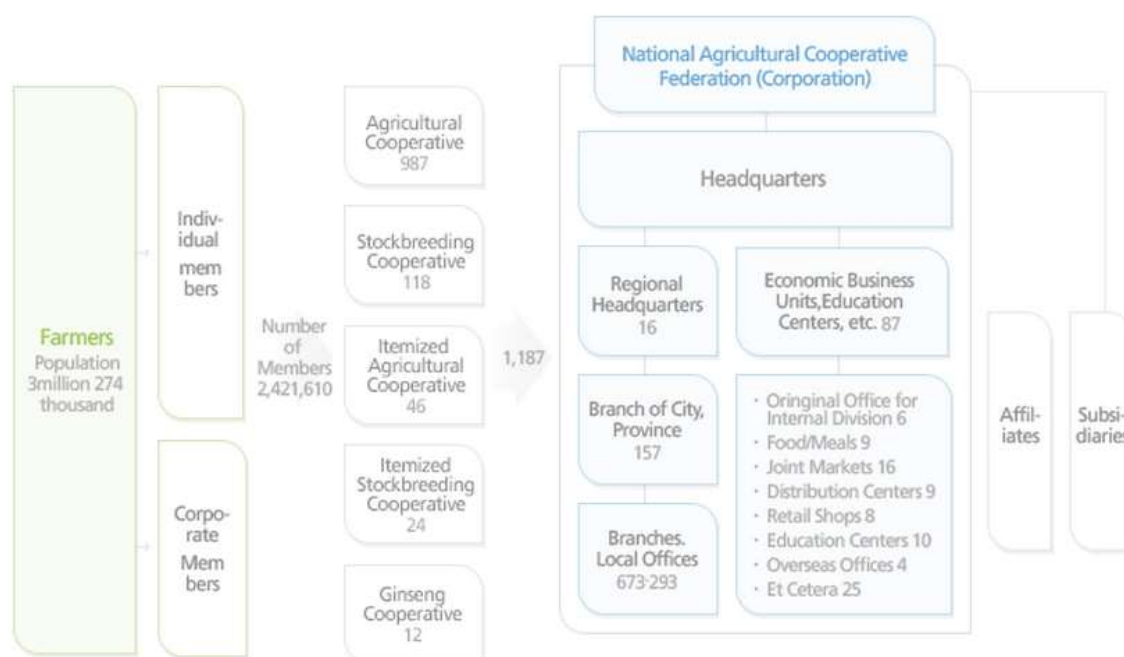 Farmers
Population
3million 274
thousand
Indiv-
idual
mem
bers
Corpo-
rate
Mem
bers
Number
of
Members
2,421,610
Agricultural
Cooperative
987
Stockbreeding
Cooperative
118
Itemized
Agricultural
Cooperative
46
Itemized
Stockbreeding
Cooperative
24
Ginseng
Cooperative
12
1,187
National Agricultural Cooperative
Federation (Corporation)
Headquarters
Regional
Headquarters
16
Branch of City,
Province
157
Branches.
Local Offices
673·293
Economic Business
Units,Education
Centers, etc. 87
· Oringinal Office for
Internal Division 6
· Food/Meals 9
· Joint Markets 16
· Distribution Centers 9
· Retail Shops 8
· Education Centers 10
· Overseas Offices 4
· Et Cetera 25
Affil-
iates
Subsi-
diaries